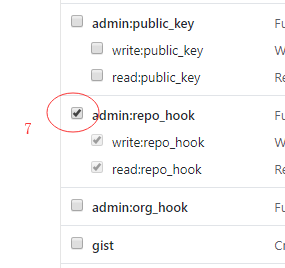 admin:public_key Fu
write:public_key W
read:public_key Re
7
admin:repo_hook Fu
write:repo_hook W
read:repo_hook Re
admin:org_hook Fu
gist Cr